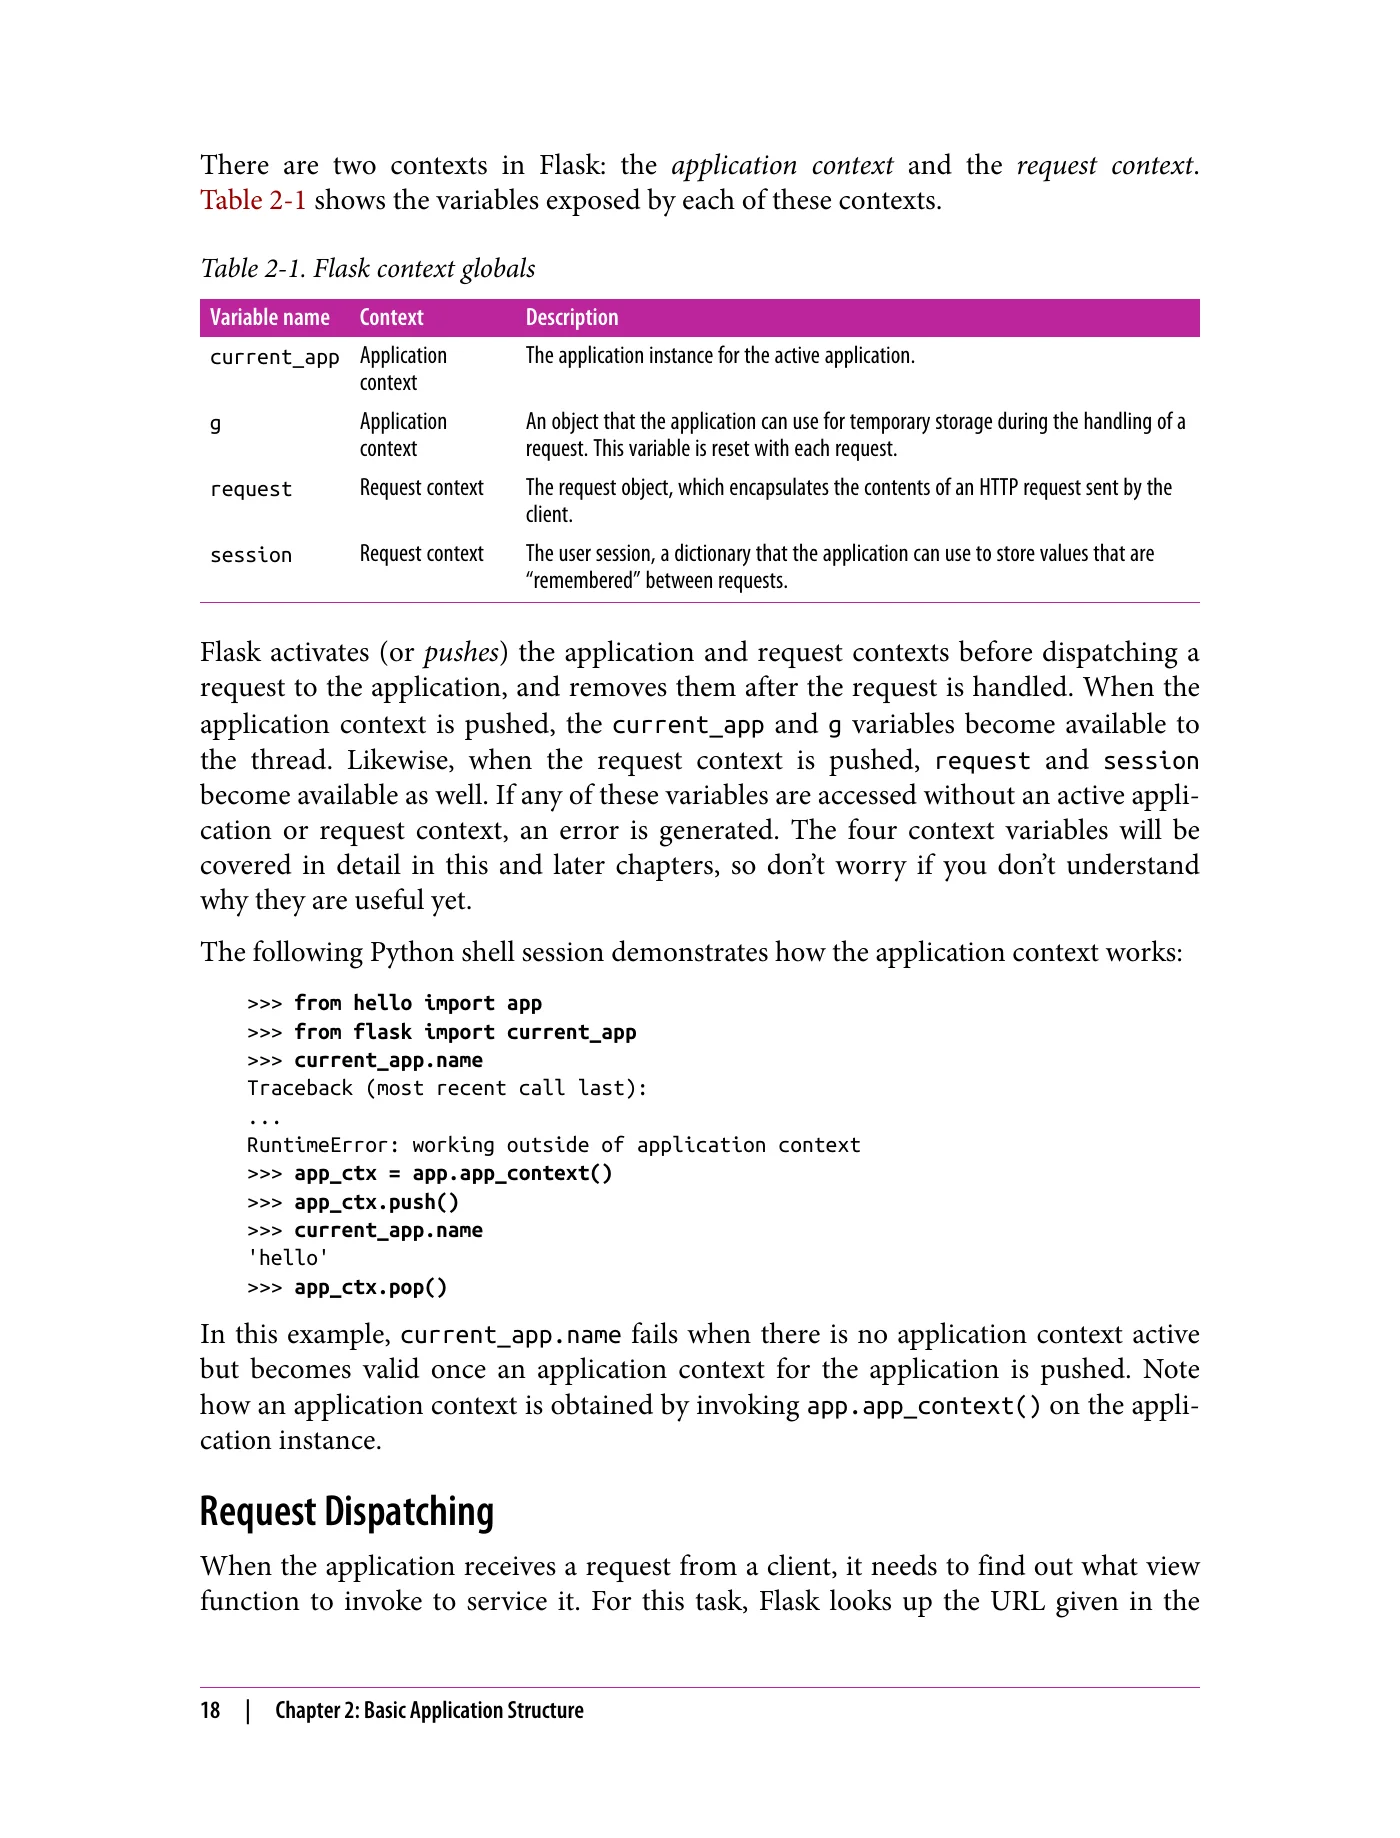 There are two contexts in Flask: the application context and the request context.
Table 2-1 shows the variables exposed by each of these contexts.
Table 2-1. Flask context globals
Variable name Context Description
current_app Application context The application instance for the active application.
g Application context An object that the application can use for temporary storage during the handling of a
request. This variable is reset with each request.
request Request context The request object, which encapsulates the contents of an HTTP request sent by the
client.
session Request context The user session, a dictionary that the application can use to store values that are
“remembered” between requests.
Flask activates (or pushes) the application and request contexts before dispatching a
request to the application, and removes them after the request is handled. When the
application context is pushed, the current_app and g variables become available to
the thread. Likewise, when the request context is pushed, request and session
become available as well. If any of these variables are accessed without an active appli-
cation or request context, an error is generated. The four context variables will be
covered in detail in this and later chapters, so don’t worry if you don’t understand
why they are useful yet.
The following Python shell session demonstrates how the application context works:
>>> from hello import app
>>> from flask import current_app
>>> current_app.name
Traceback (most recent call last):
...
RuntimeError: working outside of application context
>>> app_ctx = app.app_context()
>>> app_ctx.push()
>>> current_app.name
'hello'
>>> app_ctx.pop()
In this example, current_app.name fails when there is no application context active
but becomes valid once an application context for the application is pushed. Note
how an application context is obtained by invoking app.app_context() on the appli-
cation instance.
Request Dispatching
When the application receives a request from a client, it needs to find out what view
function to invoke to service it. For this task, Flask looks up the URL given in the
18 | Chapter 2: Basic Application Structure